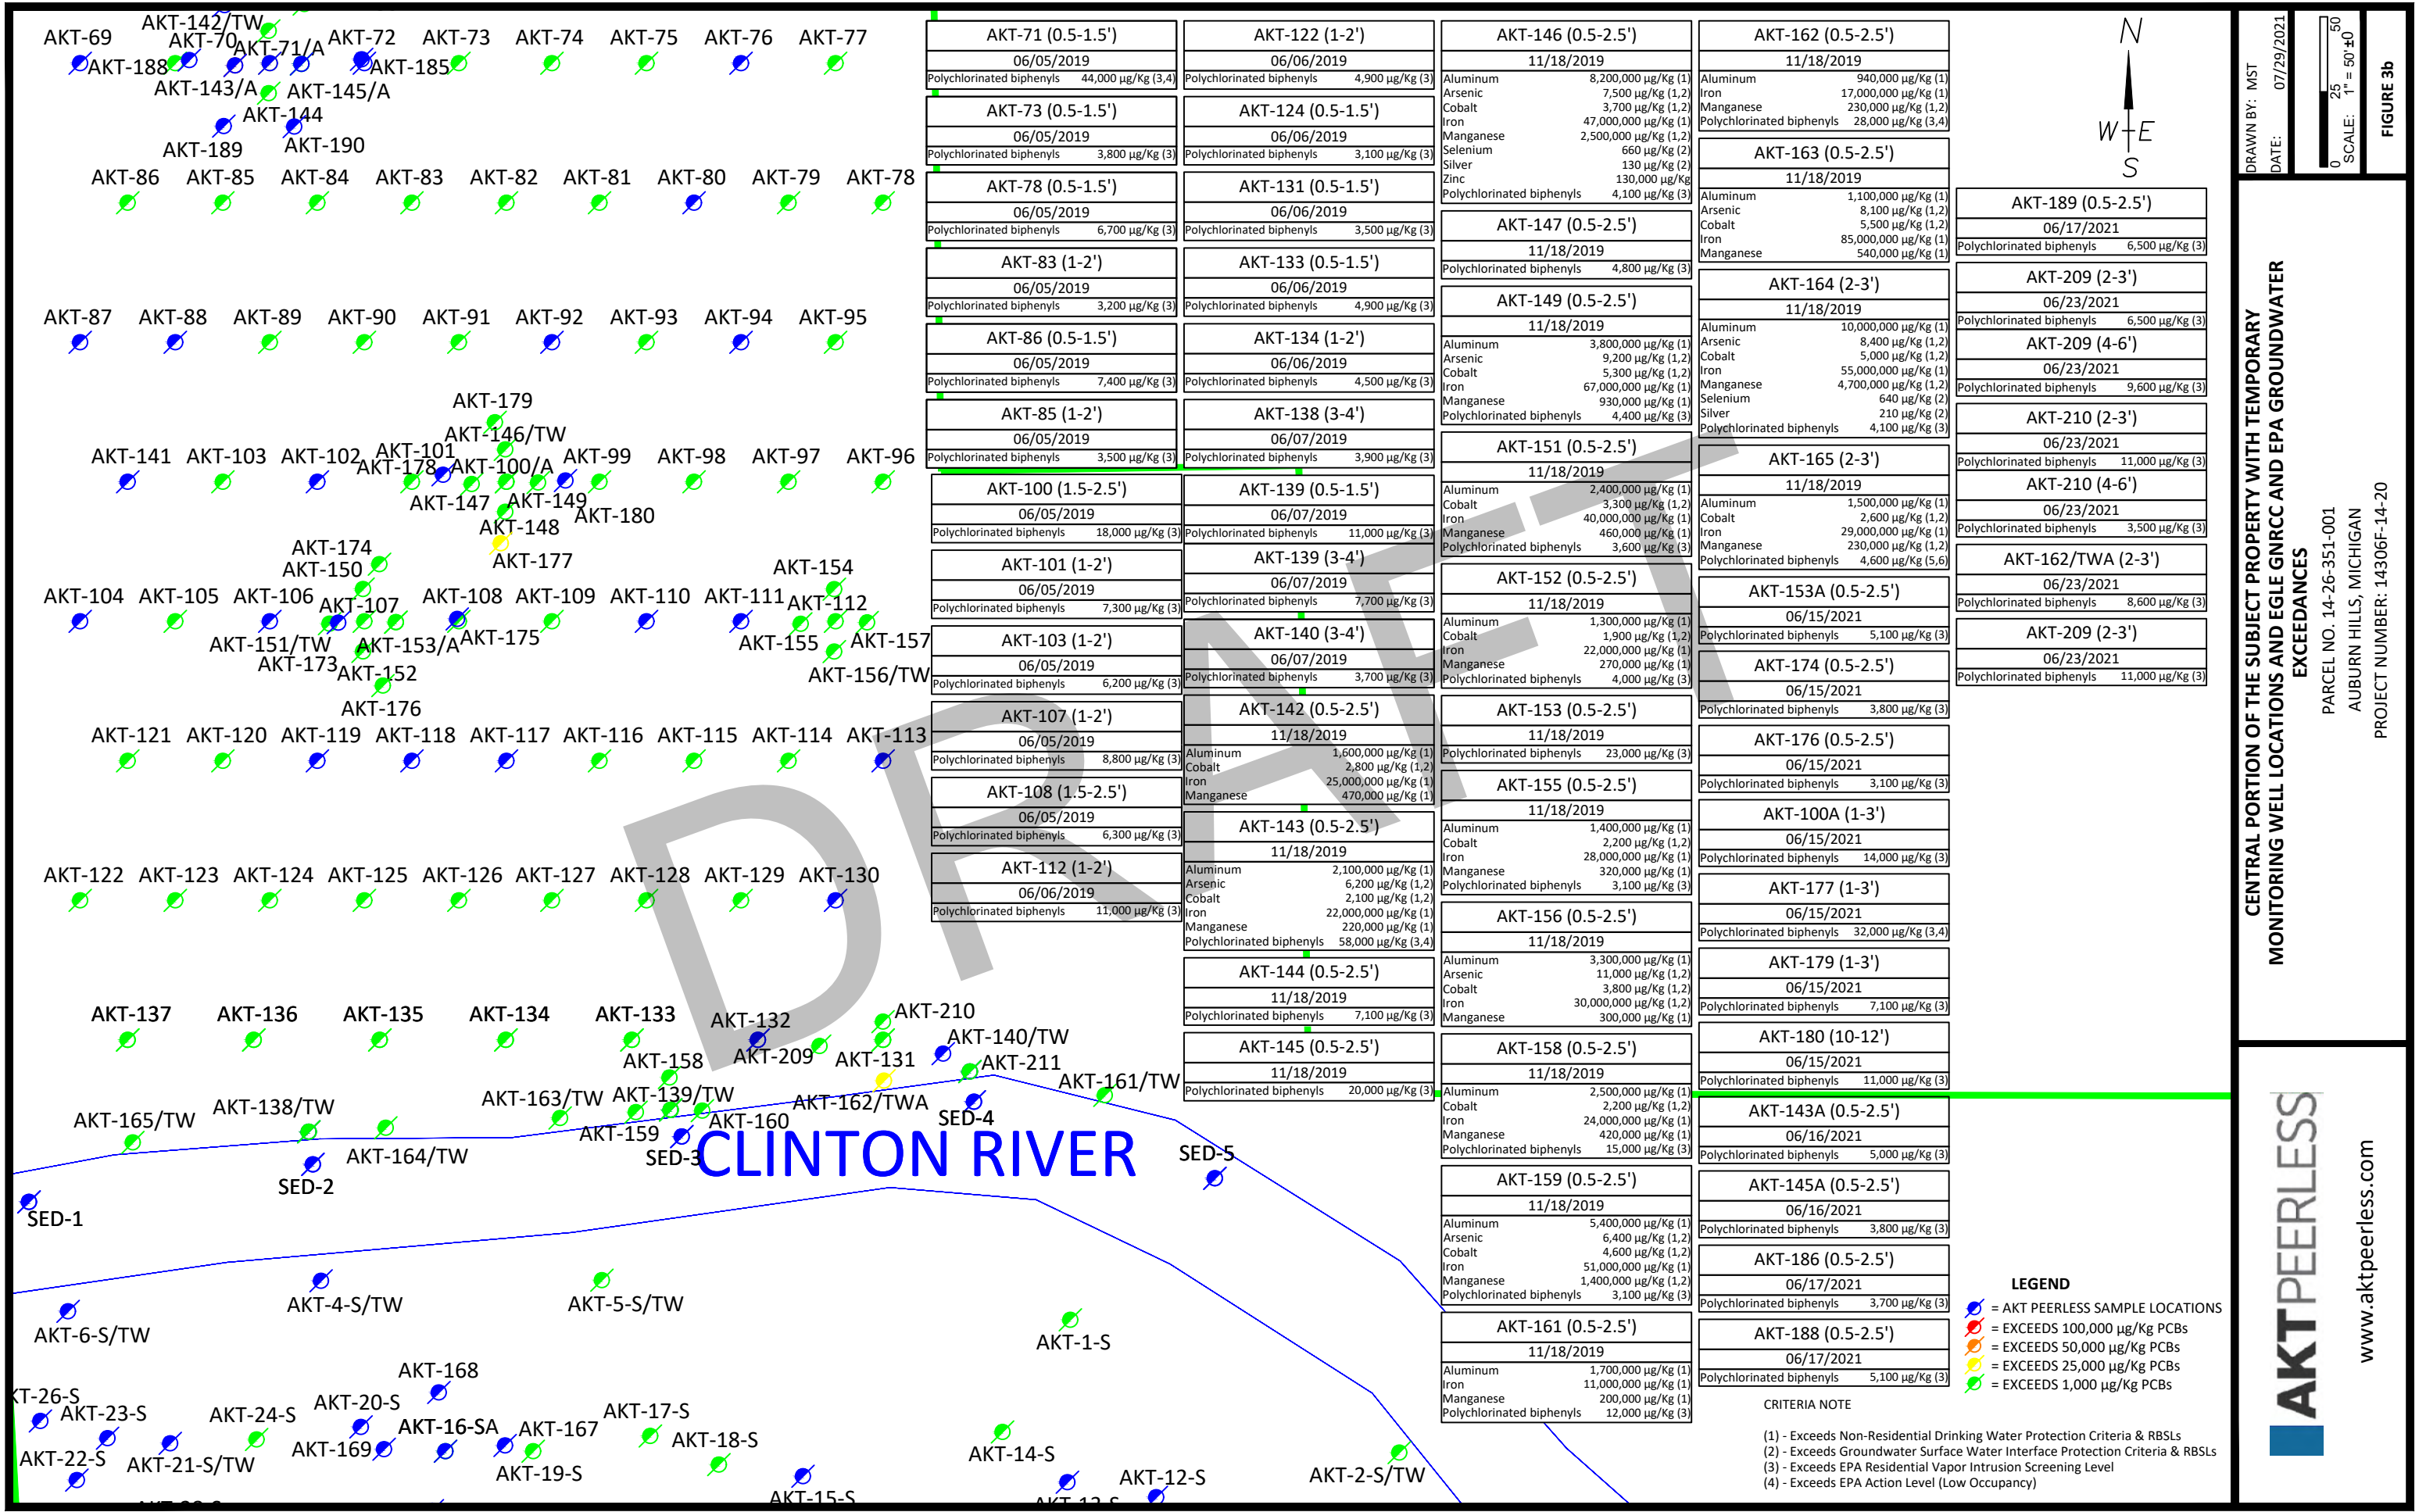 AKT-142/TW
AKT-69
AKT-70
AKT-71/A
AKT-72
AKT-73
AKT-74
AKT-75
AKT-76
AKT-77
AKT-188
AKT-185
AKT-143/A
AKT-145/A
AKT-144
AKT-189
AKT-190
AKT-86
AKT-85
AKT-84
AKT-83
AKT-82
AKT-81
AKT-80
AKT-79
AKT-78
AKT-87
AKT-88
AKT-89
AKT-90
AKT-91
AKT-92
AKT-93
AKT-94
AKT-95
AKT-179
AKT-146/TW
AKT-141
AKT-103
AKT-102
AKT-101
AKT-178
AKT-100/A
AKT-99
AKT-98
AKT-97
AKT-96
AKT-147
AKT-149
AKT-180
AKT-148
AKT-177
AKT-174
AKT-150
AKT-154
AKT-104
AKT-105
AKT-106
AKT-107
AKT-108
AKT-109
AKT-110
AKT-111
AKT-112
AKT-151/TW
AKT-153/A
AKT-175
AKT-155
AKT-157
AKT-173
AKT-152
AKT-156/TW
AKT-176
AKT-121
AKT-120
AKT-119
AKT-118
AKT-117
AKT-116
AKT-115
AKT-114
AKT-113
AKT-122
AKT-123
AKT-124
AKT-125
AKT-126
AKT-127
AKT-128
AKT-129
AKT-130
AKT-137
AKT-136
AKT-135
AKT-134
AKT-133
AKT-132
AKT-210
AKT-158
AKT-209
AKT-131
AKT-140/TW
AKT-211
AKT-165/TW
AKT-138/TW
AKT-163/TW
AKT-139/TW
AKT-162/TWA
AKT-161/TW
AKT-164/TW
AKT-159
AKT-160
SED-4
SED-3
CLINTON RIVER
SED-5
SED-2
SED-1
AKT-4-S/TW
AKT-5-S/TW
AKT-6-S/TW
AKT-1-S
AKT-168
KT-26-S
AKT-23-S
AKT-24-S
AKT-20-S
AKT-16-SA
AKT-167
AKT-17-S
AKT-22-S
AKT-21-S/TW
AKT-169
AKT-19-S
AKT-18-S
AKT-14-S
AKT-15-S
AKT-13-S
AKT-12-S
AKT-2-S/TW
DRAFT
AKT-71 (0.5-1.5')
06/05/2019
Polychlorinated biphenyls 44,000 µg/Kg (3,4)
AKT-73 (0.5-1.5')
06/05/2019
Polychlorinated biphenyls 3,800 µg/Kg (3)
AKT-78 (0.5-1.5')
06/05/2019
Polychlorinated biphenyls 6,700 µg/Kg (3)
AKT-83 (1-2')
06/05/2019
Polychlorinated biphenyls 3,200 µg/Kg (3)
AKT-86 (0.5-1.5')
06/05/2019
Polychlorinated biphenyls 7,400 µg/Kg (3)
AKT-85 (1-2')
06/05/2019
Polychlorinated biphenyls 3,500 µg/Kg (3)
AKT-100 (1.5-2.5')
06/05/2019
Polychlorinated biphenyls 18,000 µg/Kg (3)
AKT-101 (1-2')
06/05/2019
Polychlorinated biphenyls 7,300 µg/Kg (3)
AKT-103 (1-2')
06/05/2019
Polychlorinated biphenyls 6,200 µg/Kg (3)
AKT-107 (1-2')
06/05/2019
Polychlorinated biphenyls 8,800 µg/Kg (3)
AKT-108 (1.5-2.5')
06/05/2019
Polychlorinated biphenyls 6,300 µg/Kg (3)
AKT-112 (1-2')
06/06/2019
Polychlorinated biphenyls 11,000 µg/Kg (3)
AKT-122 (1-2')
06/06/2019
Polychlorinated biphenyls 4,900 µg/Kg (3)
AKT-124 (0.5-1.5')
06/06/2019
Polychlorinated biphenyls 3,100 µg/Kg (3)
AKT-131 (0.5-1.5')
06/06/2019
Polychlorinated biphenyls 3,500 µg/Kg (3)
AKT-133 (0.5-1.5')
06/06/2019
Polychlorinated biphenyls 4,900 µg/Kg (3)
AKT-134 (1-2')
06/06/2019
Polychlorinated biphenyls 4,500 µg/Kg (3)
AKT-138 (3-4')
06/07/2019
Polychlorinated biphenyls 3,900 µg/Kg (3)
AKT-139 (0.5-1.5')
06/07/2019
Polychlorinated biphenyls 11,000 µg/Kg (3)
AKT-139 (3-4')
06/07/2019
Polychlorinated biphenyls 7,700 µg/Kg (3)
AKT-140 (3-4')
06/07/2019
Polychlorinated biphenyls 3,700 µg/Kg (3)
AKT-142 (0.5-2.5')
11/18/2019
Aluminum 1,600,000 µg/Kg (1)
Cobalt 2,800 µg/Kg (1,2)
Iron 25,000,000 µg/Kg (1)
Manganese 470,000 µg/Kg (1)
AKT-143 (0.5-2.5')
11/18/2019
Aluminum 2,100,000 µg/Kg (1)
Arsenic 6,200 µg/Kg (1,2)
Cobalt 2,100 µg/Kg (1,2)
Iron 22,000,000 µg/Kg (1)
Manganese 220,000 µg/Kg (1)
Polychlorinated biphenyls 58,000 µg/Kg (3,4)
AKT-144 (0.5-2.5')
11/18/2019
Polychlorinated biphenyls 7,100 µg/Kg (3)
AKT-145 (0.5-2.5')
11/18/2019
Polychlorinated biphenyls 20,000 µg/Kg (3)
AKT-146 (0.5-2.5')
11/18/2019
Aluminum 8,200,000 µg/Kg (1)
Arsenic 7,500 µg/Kg (1,2)
Cobalt 3,700 µg/Kg (1,2)
Iron 47,000,000 µg/Kg (1)
Manganese 2,500,000 µg/Kg (1,2)
Selenium 660 µg/Kg (2)
Silver 130 µg/Kg (2)
Zinc 130,000 µg/Kg
Polychlorinated biphenyls 4,100 µg/Kg (3)
AKT-147 (0.5-2.5')
11/18/2019
Polychlorinated biphenyls 4,800 µg/Kg (3)
AKT-149 (0.5-2.5')
11/18/2019
Aluminum 3,800,000 µg/Kg (1)
Arsenic 9,200 µg/Kg (1,2)
Cobalt 5,300 µg/Kg (1,2)
Iron 67,000,000 µg/Kg (1)
Manganese 930,000 µg/Kg (1)
Polychlorinated biphenyls 4,400 µg/Kg (3)
AKT-151 (0.5-2.5')
11/18/2019
Aluminum 2,400,000 µg/Kg (1)
Cobalt 3,300 µg/Kg (1,2)
Iron 40,000,000 µg/Kg (1)
Manganese 460,000 µg/Kg (1)
Polychlorinated biphenyls 3,600 µg/Kg (3)
AKT-152 (0.5-2.5')
11/18/2019
Aluminum 1,300,000 µg/Kg (1)
Cobalt 1,900 µg/Kg (1,2)
Iron 22,000,000 µg/Kg (1)
Manganese 270,000 µg/Kg (1)
Polychlorinated biphenyls 4,000 µg/Kg (3)
AKT-153 (0.5-2.5')
11/18/2019
Polychlorinated biphenyls 23,000 µg/Kg (3)
AKT-155 (0.5-2.5')
11/18/2019
Aluminum 1,400,000 µg/Kg (1)
Cobalt 2,200 µg/Kg (1,2)
Iron 28,000,000 µg/Kg (1)
Manganese 320,000 µg/Kg (1)
Polychlorinated biphenyls 3,100 µg/Kg (3)
AKT-156 (0.5-2.5')
11/18/2019
Aluminum 3,300,000 µg/Kg (1)
Arsenic 11,000 µg/Kg (1,2)
Cobalt 3,800 µg/Kg (1,2)
Iron 30,000,000 µg/Kg (1,2)
Manganese 300,000 µg/Kg (1)
AKT-158 (0.5-2.5')
11/18/2019
Aluminum 2,500,000 µg/Kg (1)
Cobalt 2,200 µg/Kg (1,2)
Iron 24,000,000 µg/Kg (1)
Manganese 420,000 µg/Kg (1)
Polychlorinated biphenyls 15,000 µg/Kg (3)
AKT-159 (0.5-2.5')
11/18/2019
Aluminum 5,400,000 µg/Kg (1)
Arsenic 6,400 µg/Kg (1,2)
Cobalt 4,600 µg/Kg (1,2)
Iron 51,000,000 µg/Kg (1)
Manganese 1,400,000 µg/Kg (1,2)
Polychlorinated biphenyls 3,100 µg/Kg (3)
AKT-161 (0.5-2.5')
11/18/2019
Aluminum 1,700,000 µg/Kg (1)
Iron 11,000,000 µg/Kg (1)
Manganese 200,000 µg/Kg (1)
Polychlorinated biphenyls 12,000 µg/Kg (3)
AKT-162 (0.5-2.5')
11/18/2019
Aluminum 940,000 µg/Kg (1)
Iron 17,000,000 µg/Kg (1)
Manganese 230,000 µg/Kg (1,2)
Polychlorinated biphenyls 28,000 µg/Kg (3,4)
AKT-163 (0.5-2.5')
11/18/2019
Aluminum 1,100,000 µg/Kg (1)
Arsenic 8,100 µg/Kg (1,2)
Cobalt 5,500 µg/Kg (1,2)
Iron 85,000,000 µg/Kg (1)
Manganese 540,000 µg/Kg (1)
AKT-164 (2-3')
11/18/2019
Aluminum 10,000,000 µg/Kg (1)
Arsenic 8,400 µg/Kg (1,2)
Cobalt 5,000 µg/Kg (1,2)
Iron 55,000,000 µg/Kg (1)
Manganese 4,700,000 µg/Kg (1,2)
Selenium 640 µg/Kg (2)
Silver 210 µg/Kg (2)
Polychlorinated biphenyls 4,100 µg/Kg (3)
AKT-165 (2-3')
11/18/2019
Aluminum 1,500,000 µg/Kg (1)
Cobalt 2,600 µg/Kg (1,2)
Iron 29,000,000 µg/Kg (1)
Manganese 230,000 µg/Kg (1,2)
Polychlorinated biphenyls 4,600 µg/Kg (5,6)
AKT-153A (0.5-2.5')
06/15/2021
Polychlorinated biphenyls 5,100 µg/Kg (3)
AKT-174 (0.5-2.5')
06/15/2021
Polychlorinated biphenyls 3,800 µg/Kg (3)
AKT-176 (0.5-2.5')
06/15/2021
Polychlorinated biphenyls 3,100 µg/Kg (3)
AKT-100A (1-3')
06/15/2021
Polychlorinated biphenyls 14,000 µg/Kg (3)
AKT-177 (1-3')
06/15/2021
Polychlorinated biphenyls 32,000 µg/Kg (3,4)
AKT-179 (1-3')
06/15/2021
Polychlorinated biphenyls 7,100 µg/Kg (3)
AKT-180 (10-12')
06/15/2021
Polychlorinated biphenyls 11,000 µg/Kg (3)
AKT-143A (0.5-2.5')
06/16/2021
Polychlorinated biphenyls 5,000 µg/Kg (3)
AKT-145A (0.5-2.5')
06/16/2021
Polychlorinated biphenyls 3,800 µg/Kg (3)
AKT-186 (0.5-2.5')
06/17/2021
Polychlorinated biphenyls 3,700 µg/Kg (3)
AKT-188 (0.5-2.5')
06/17/2021
Polychlorinated biphenyls 5,100 µg/Kg (3)
N
W E
S
AKT-189 (0.5-2.5')
06/17/2021
Polychlorinated biphenyls 6,500 µg/Kg (3)
AKT-209 (2-3')
06/23/2021
Polychlorinated biphenyls 6,500 µg/Kg (3)
AKT-209 (4-6')
06/23/2021
Polychlorinated biphenyls 9,600 µg/Kg (3)
AKT-210 (2-3')
06/23/2021
Polychlorinated biphenyls 11,000 µg/Kg (3)
AKT-210 (4-6')
06/23/2021
Polychlorinated biphenyls 3,500 µg/Kg (3)
AKT-162/TWA (2-3')
06/23/2021
Polychlorinated biphenyls 8,600 µg/Kg (3)
AKT-209 (2-3')
06/23/2021
Polychlorinated biphenyls 11,000 µg/Kg (3)
LEGEND
= AKT PEERLESS SAMPLE LOCATIONS
= EXCEEDS 100,000 µg/Kg PCBs
= EXCEEDS 50,000 µg/Kg PCBs
= EXCEEDS 25,000 µg/Kg PCBs
= EXCEEDS 1,000 µg/Kg PCBs
CRITERIA NOTE
(1) - Exceeds Non-Residential Drinking Water Protection Criteria & RBSLs
(2) - Exceeds Groundwater Surface Water Interface Protection Criteria & RBSLs
(3) - Exceeds EPA Residential Vapor Intrusion Screening Level
(4) - Exceeds EPA Action Level (Low Occupancy)
DRAWN BY: MST
DATE: 07/29/2021
0 25 50
SCALE: 1" = 50'±0
FIGURE 3b
CENTRAL PORTION OF THE SUBJECT PROPERTY WITH TEMPORARY
MONITORING WELL LOCATIONS AND EGLE GNRCC AND EPA GROUNDWATER
EXCEEDANCES
PARCEL NO. 14-26-351-001
AUBURN HILLS, MICHIGAN
PROJECT NUMBER: 14306F-14-20
AKTPEERLESS
www.aktpeerless.com